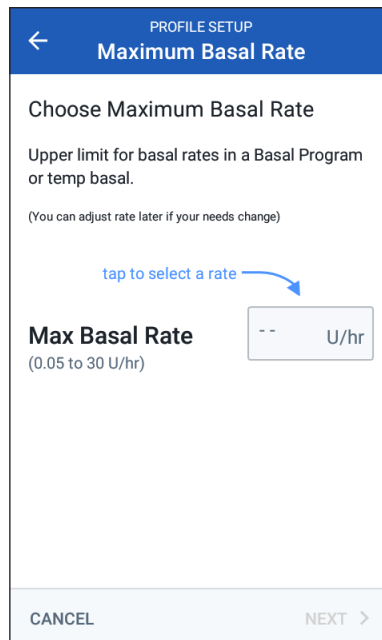 PROFILE SETUP
Maximum Basal Rate
Choose Maximum Basal Rate
Upper limit for basal rates in a Basal Program
or temp basal.
(You can adjust rate later if your needs change)
tap to select a rate
Max Basal Rate
-- U/hr
(0.05 to 30 U/hr)
CANCEL
NEXT